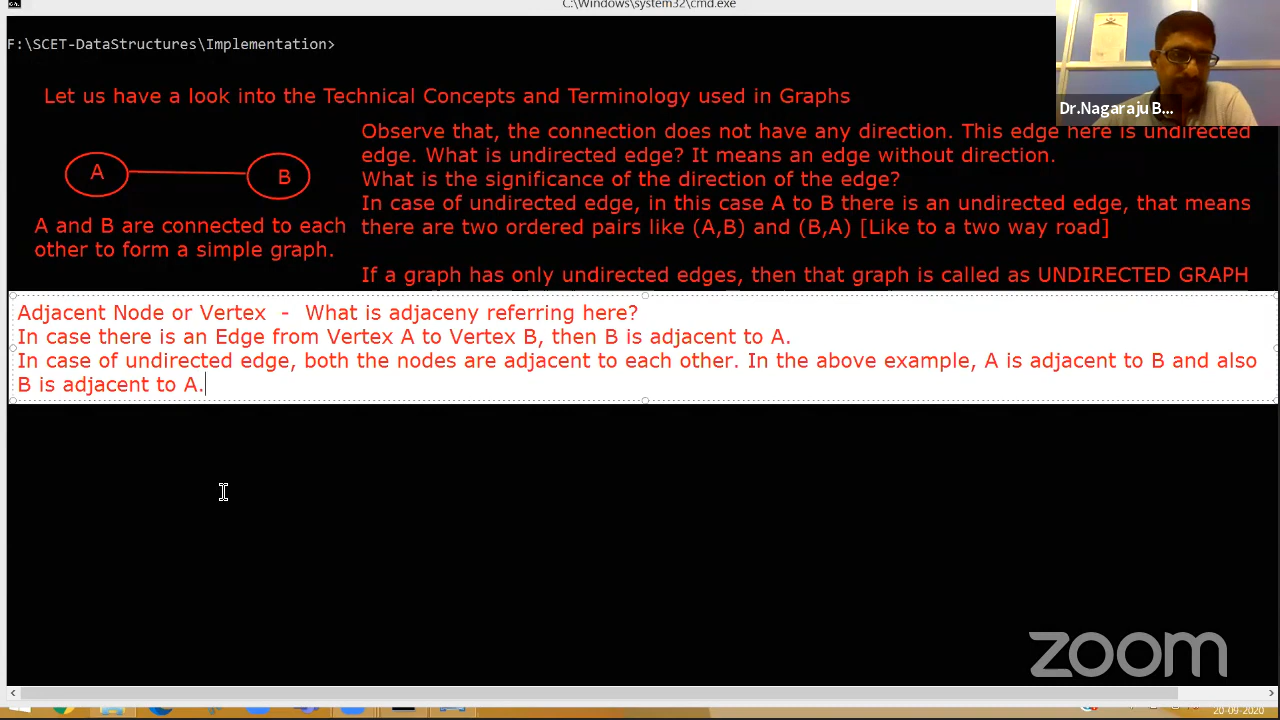 C:\Windows\system32\cmd.exe
F:\SCET-DataStructures\Implementation>
Let us have a look into the Technical Concepts and Terminology used in Graphs
Dr.Nagaraju B...
A
B
A and B are connected to each
other to form a simple graph.
Observe that, the connection does not have any direction. This edge here is undirected
edge. What is undirected edge? It means an edge without direction.
What is the significance of the direction of the edge?
In case of undirected edge, in this case A to B there is an undirected edge, that means
there are two ordered pairs like (A,B) and (B,A) [Like to a two way road]
If a graph has only undirected edges, then that graph is called as UNDIRECTED GRAPH
Adjacent Node or Vertex - What is adjaceny referring here?
In case there is an Edge from Vertex A to Vertex B, then B is adjacent to A.
In case of undirected edge, both the nodes are adjacent to each other. In the above example, A is adjacent to B and also
B is adjacent to A.
zoom
20-09-2020